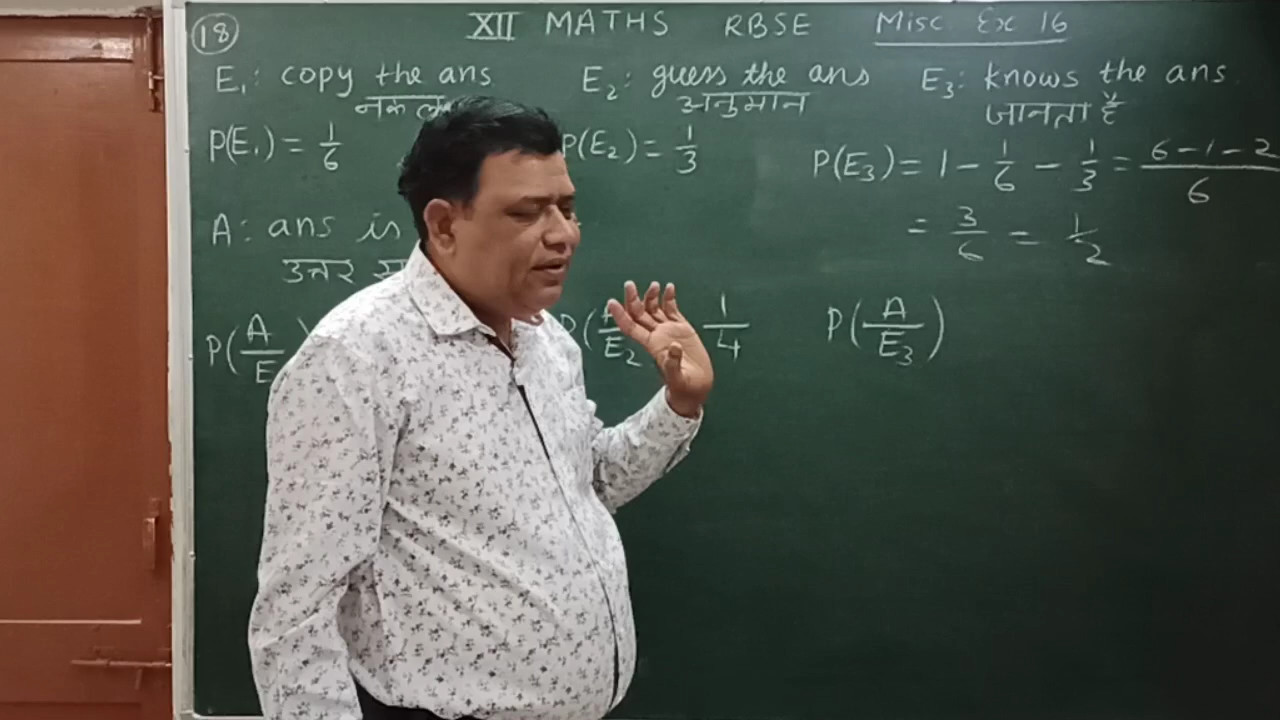 18 XII MATHS RBSE Misc Ex 16
E₁: copy the ans E₂: guess the ans E₃: knows the ans.
अनुमान जानता है
P(E₁) = 1/6 P(E₂) = 1/3 P(E₃) = 1 - 1/6 - 1/3 = 6-1-2/6
= 3/6 = 1/2
A: ans is
उत्तर
P(A/E E₂ 1/4 P(A/E₃)